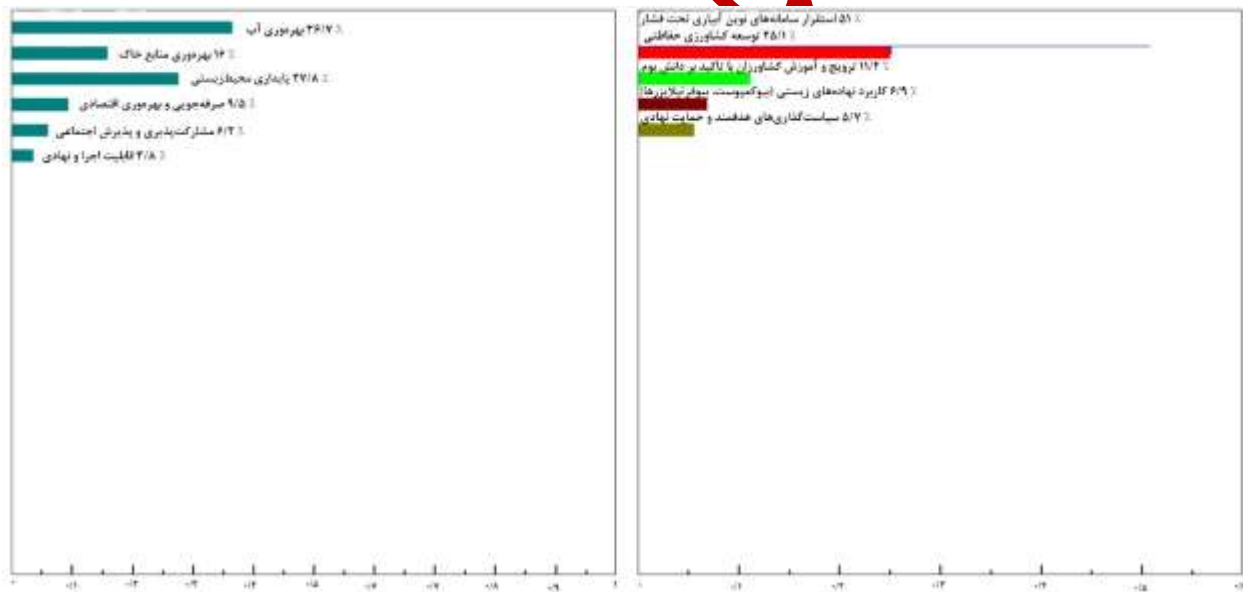 ٪ ۳۶/۷ بهره‌وری آب
٪ ۱۶ بهره‌وری منابع خاک
٪ ۲۷/۸ پایداری محیط‌زیستی
٪ ۹/۵ صرفه‌جویی و بهره‌وری اقتصادی
٪ ۶/۲ مشارکت‌پذیری و پذیرش اجتماعی
٪ ۳/۸ قابلیت اجرا و نهادی
٪ ۵۱ استقرار سامانه‌های نوین آبیاری تحت فشار
٪ ۲۵/۱ توسعه کشاورزی حفاظتی
٪ ۱۱/۲ ترویج و آموزش کشاورزان با تاکید بر دانش بوم
٪ ۶/۹ کاربرد نهاده‌های زیستی (بیوکمپوست، بیوفرتیلایزرها)
٪ ۵/۷ سیاست‌گذاری‌های هدفمند و حمایت نهادی